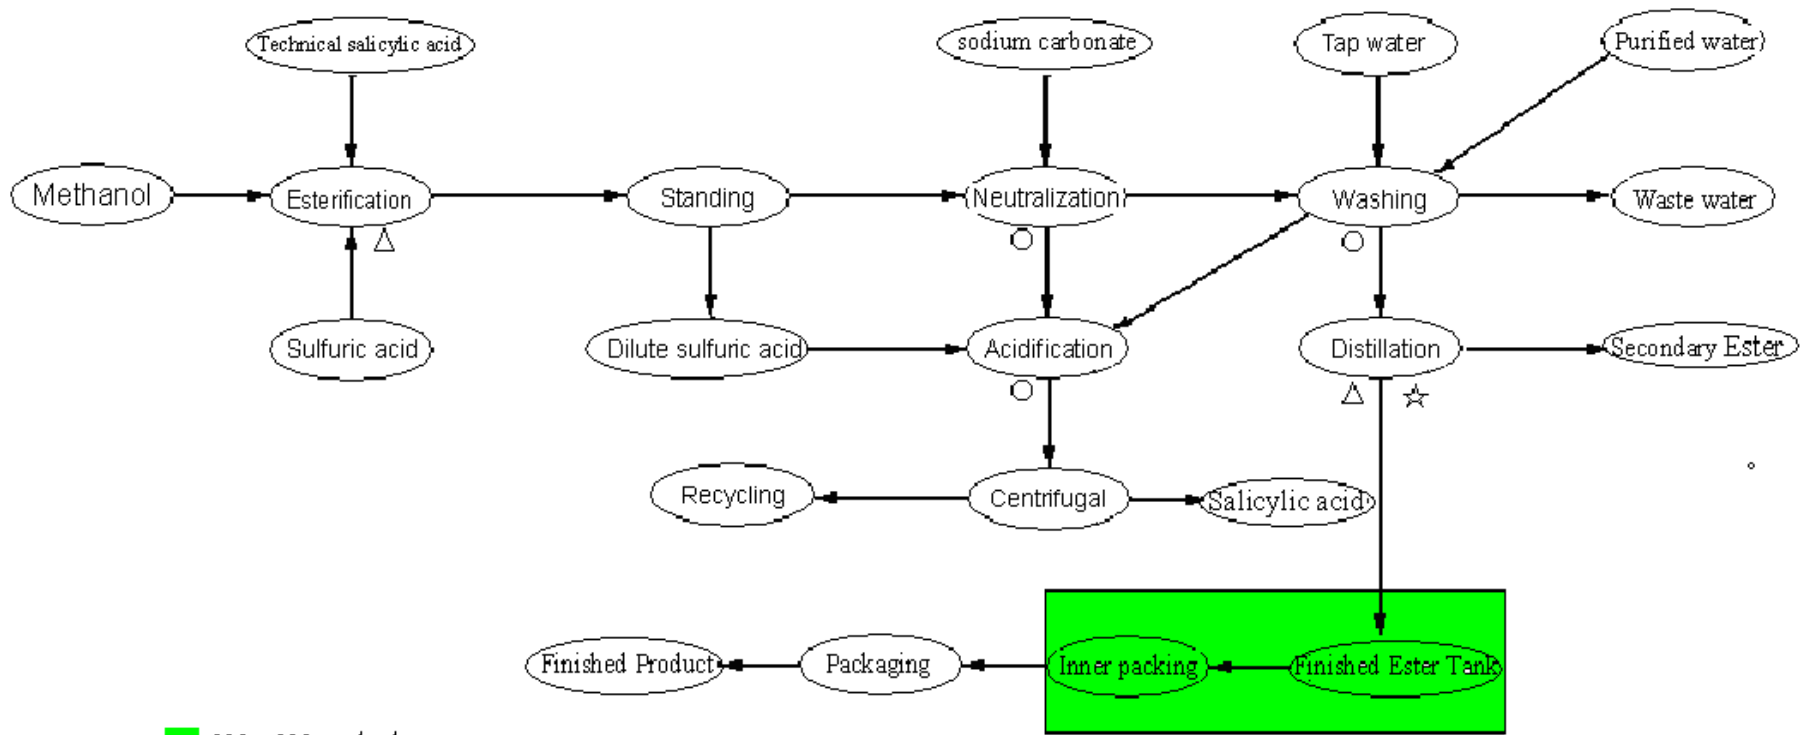 Technical salicylic acid
sodium carbonate
Tap water
Purified water
Methanol
Esterification
Standing
Neutralization
Washing
Waste water
Sulfuric acid
Dilute sulfuric acid
Acidification
Distillation
Secondary Ester
Recycling
Centrifugal
Salicylic acid
Finished Product
Packaging
Inner packing
Finished Ester Tank